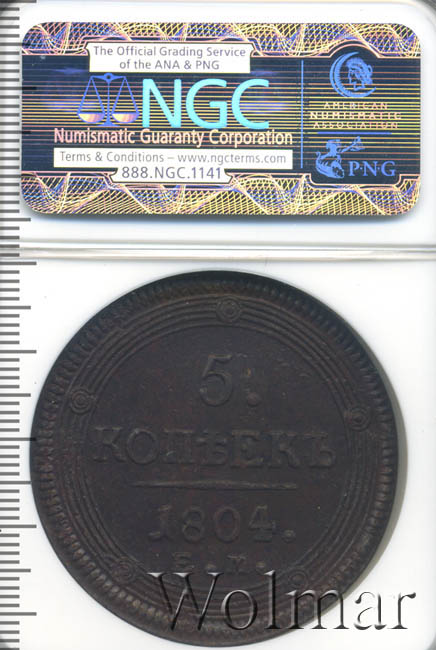 The Official Grading Service
of the ANA & PNG
NGC
Numismatic Guaranty Corporation
Terms & Conditions – www.ngcterms.com
888.NGC.1141
AMERICAN
NUMISMATIC
ASSOCIATION
P·N·G
5.
КОПѢЕКЪ
1804.
Е.М.
Wolmar